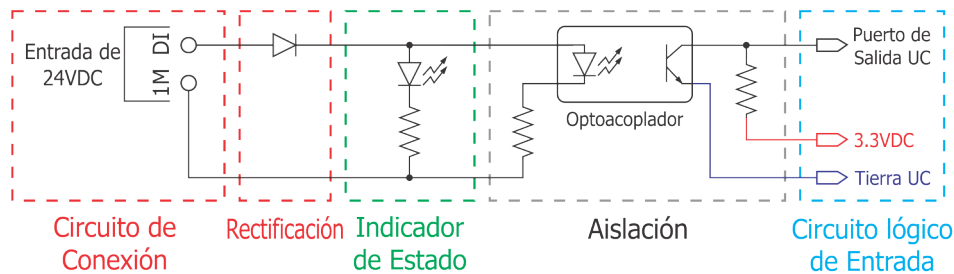 Entrada de
24VDC
DI
1M
Optoacoplador
Puerto de
Salida UC
3.3VDC
Tierra UC
Circuito de
Conexión
Rectificación
Indicador
de Estado
Aislación
Circuito lógico
de Entrada